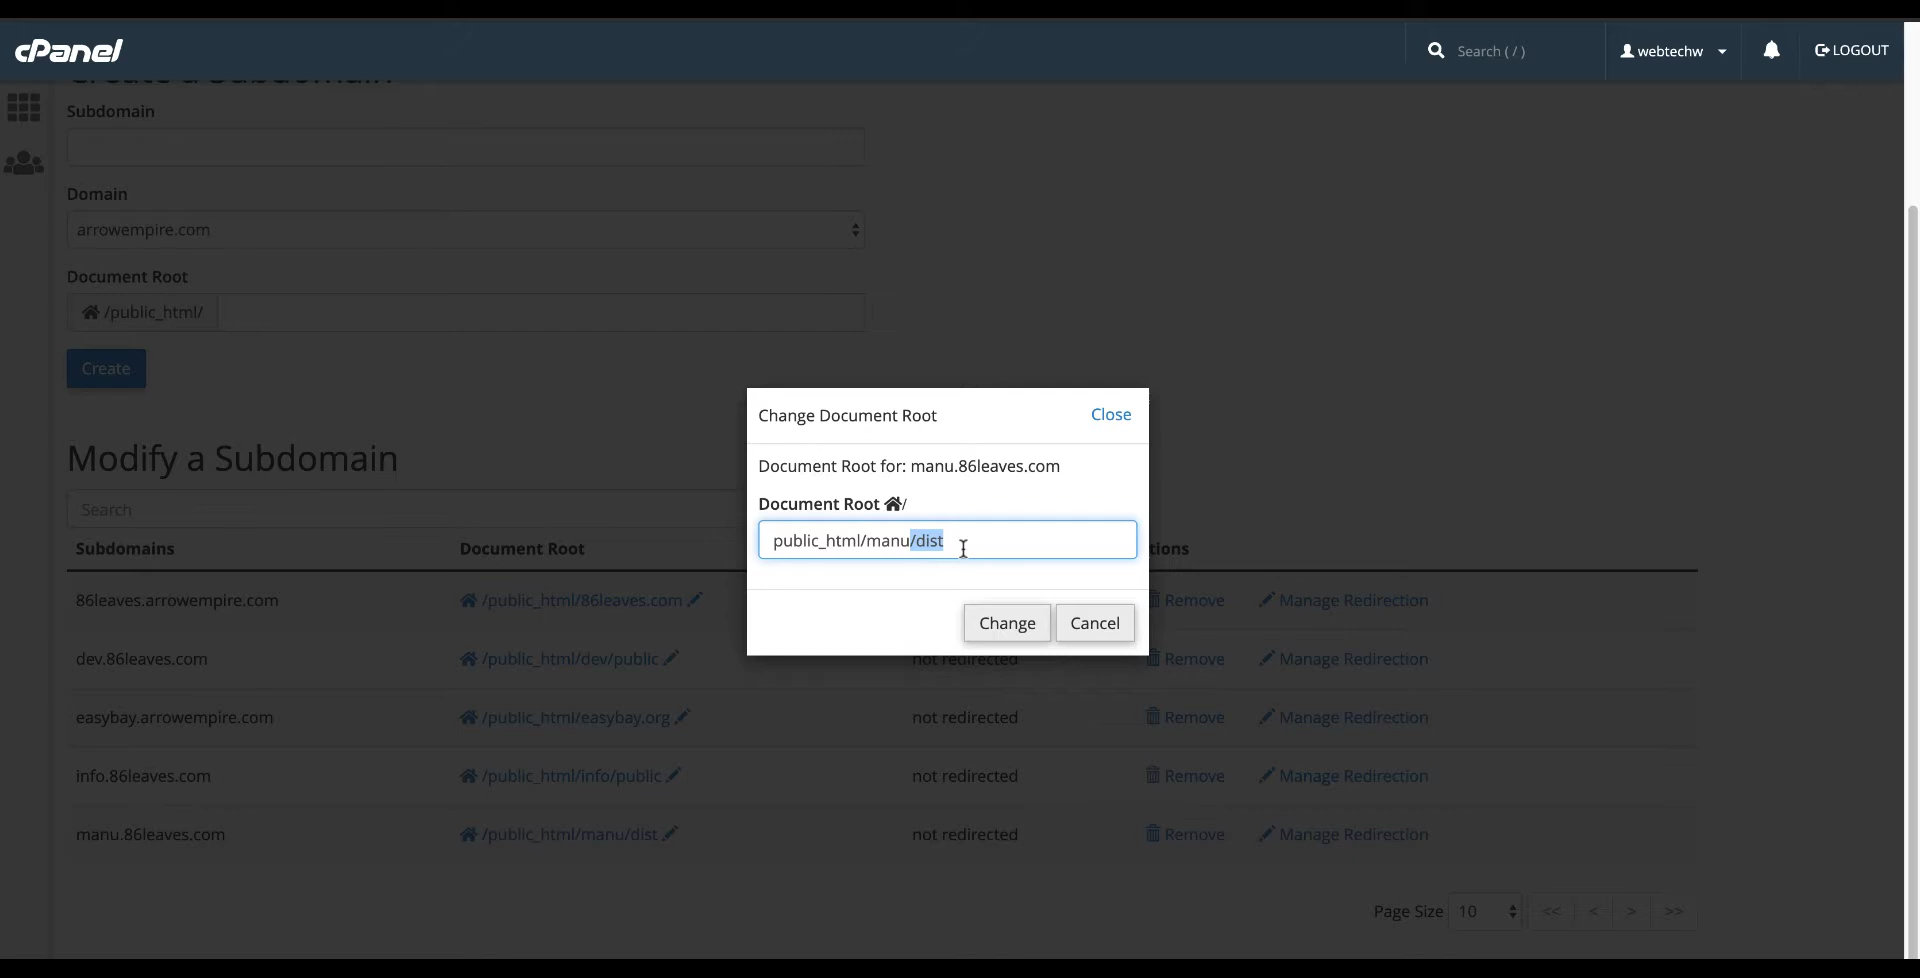 cPanel
Search ( / )
webtechw
LOGOUT
Create a Subdomain
Subdomain
Domain
arrowempire.com
Document Root
/public_html/
Create
Change Document Root
Close
Document Root for: manu.86leaves.com
Document Root /
public_html/manu/dist
Change
Cancel
Modify a Subdomain
Search
Subdomains
Document Root
tions
86leaves.arrowempire.com
/public_html/86leaves.com
Remove
Manage Redirection
dev.86leaves.com
/public_html/dev/public
not redirected
Remove
Manage Redirection
easybay.arrowempire.com
/public_html/easybay.org
not redirected
Remove
Manage Redirection
info.86leaves.com
/public_html/info/public
not redirected
Remove
Manage Redirection
manu.86leaves.com
/public_html/manu/dist
not redirected
Remove
Manage Redirection
Page Size
10
<<
<
>
>>